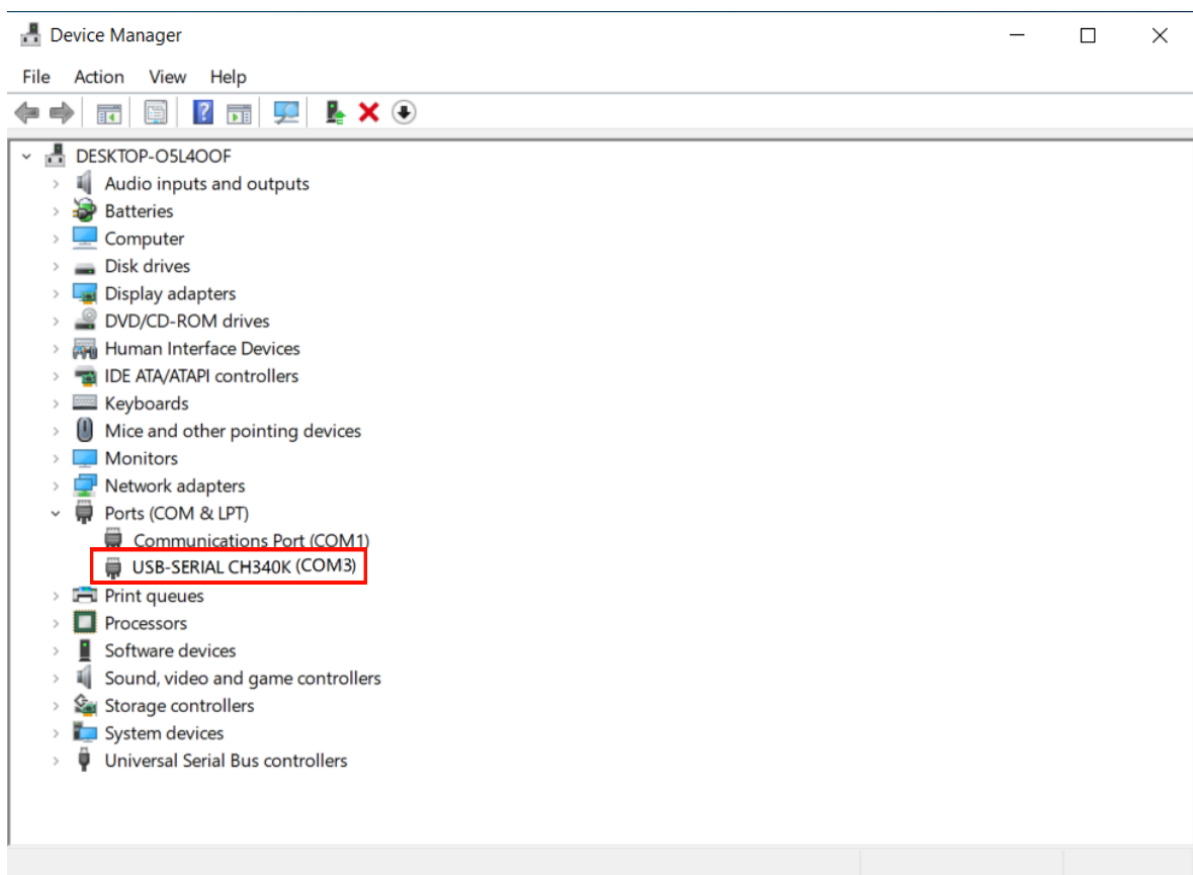 Device Manager
File Action View Help
DESKTOP-O5L4OOF
Audio inputs and outputs
Batteries
Computer
Disk drives
Display adapters
DVD/CD-ROM drives
Human Interface Devices
IDE ATA/ATAPI controllers
Keyboards
Mice and other pointing devices
Monitors
Network adapters
Ports (COM & LPT)
Communications Port (COM1)
USB-SERIAL CH340K (COM3)
Print queues
Processors
Software devices
Sound, video and game controllers
Storage controllers
System devices
Universal Serial Bus controllers